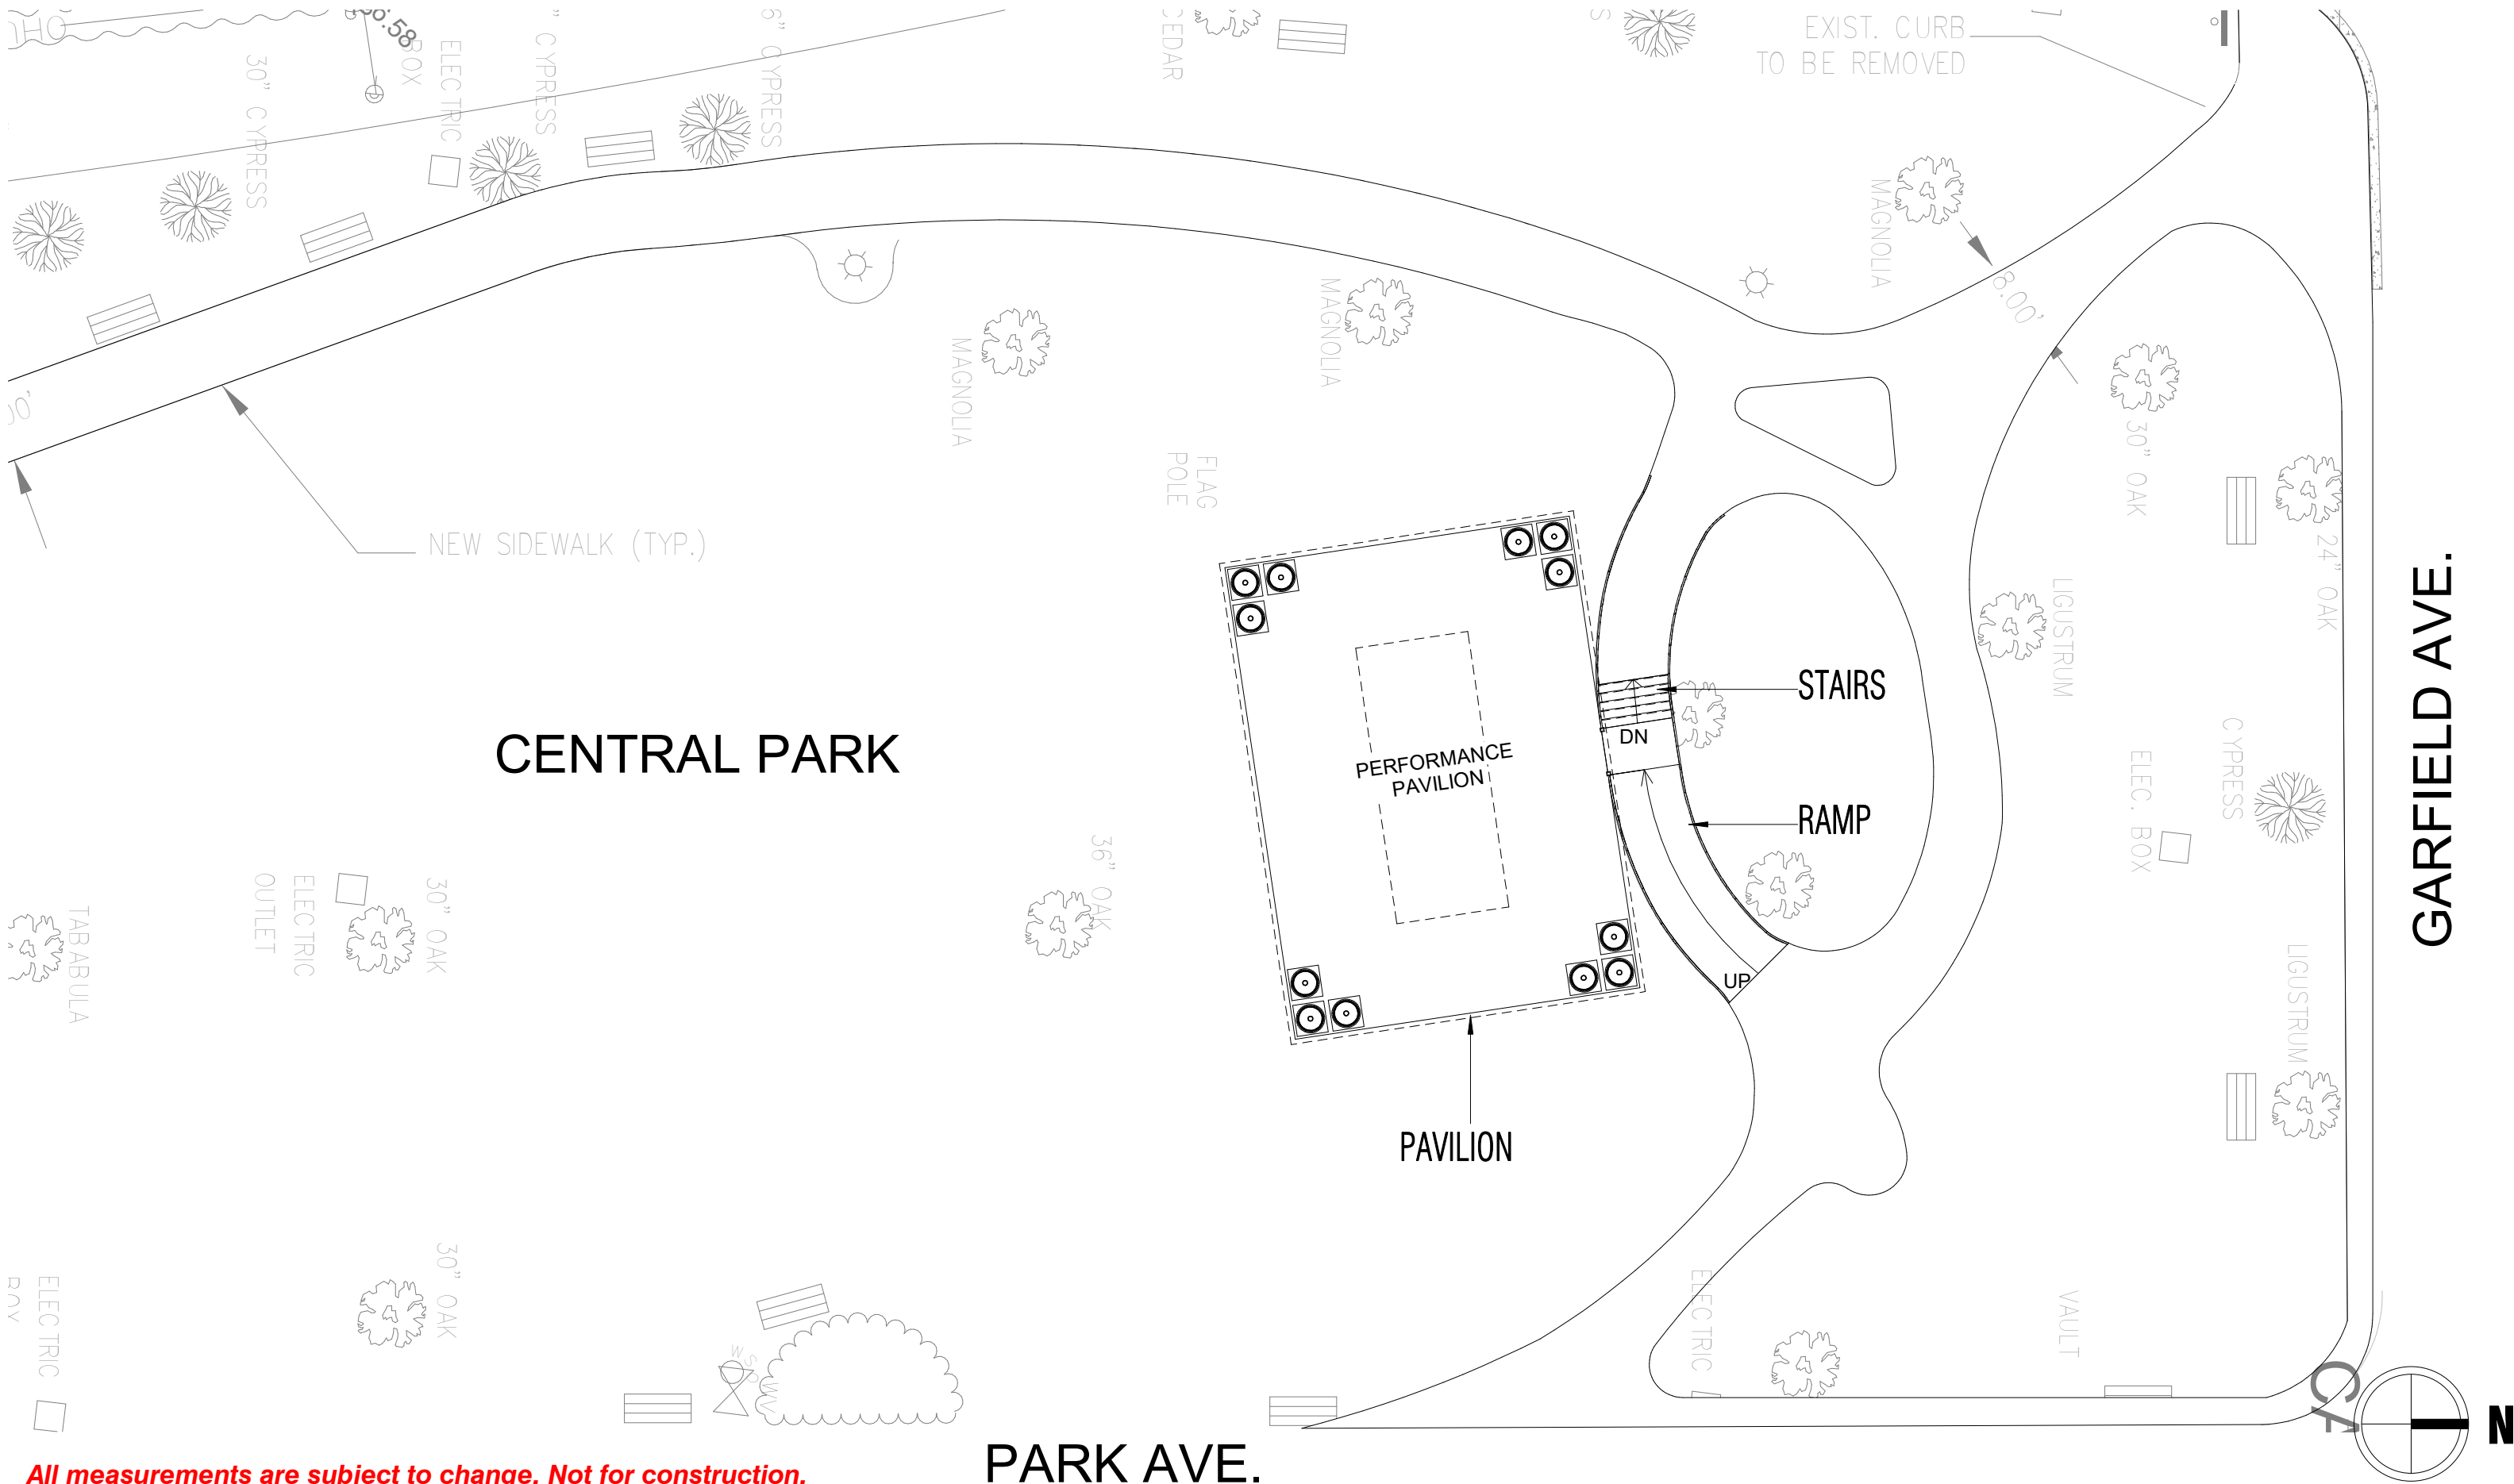 30" CYPRESS
BOX
ELECTRIC
CYPRESS
CYPRESS
CEDAR
EXIST. CURB
TO BE REMOVED
MAGNOLIA
8.00'
MAGNOLIA
MAGNOLIA
FLAG
POLE
NEW SIDEWALK (TYP.)
30" OAK
24" OAK
LIGUSTRUM
GARFIELD AVE.
CENTRAL PARK
PERFORMANCE
PAVILION
STAIRS
DN
RAMP
UP
CYPRESS
ELEC. BOX
36" OAK
30" OAK
ELECTRIC
OUTLET
TABABULA
LIGUSTRUM
PAVILION
30" OAK
ELECTRIC
BOX
ELECTRIC
VAULT
WV
N
PARK AVE.
All measurements are subject to change. Not for construction.